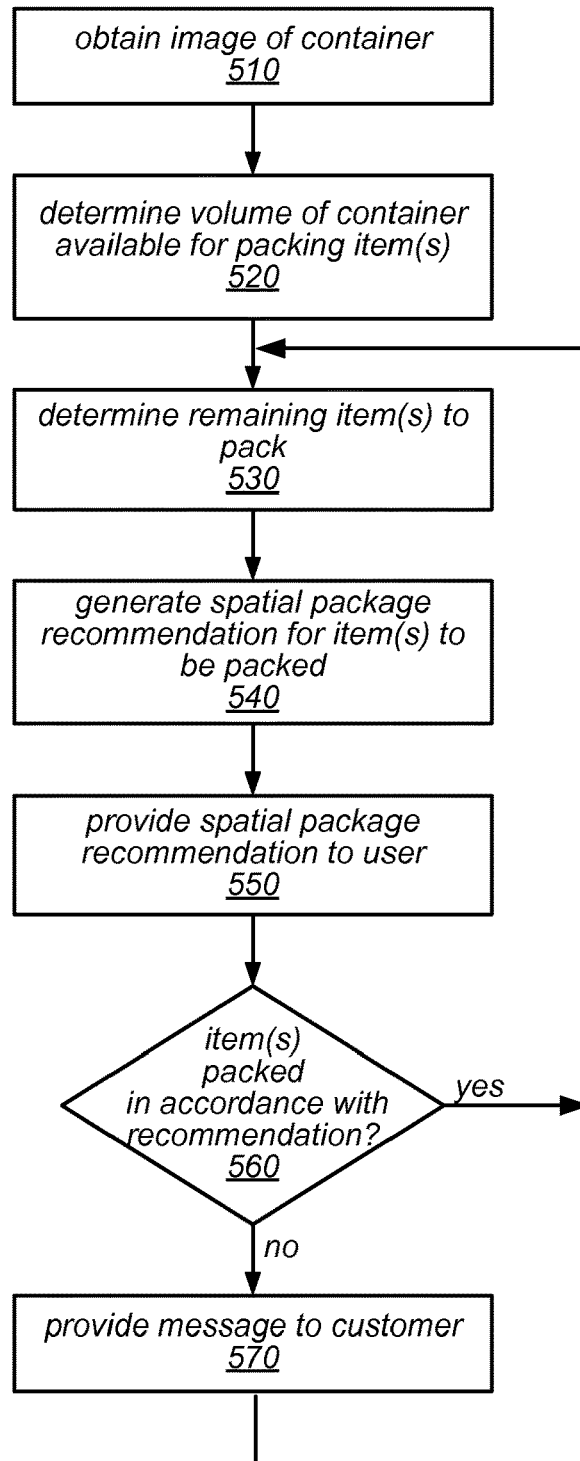 obtain image of container
510
determine volume of container
available for packing item(s)
520
determine remaining item(s) to
pack
530
generate spatial package
recommendation for item(s) to
be packed
540
provide spatial package
recommendation to user
550
item(s)
packed
in accordance with
recommendation?
560
yes
no
provide message to customer
570